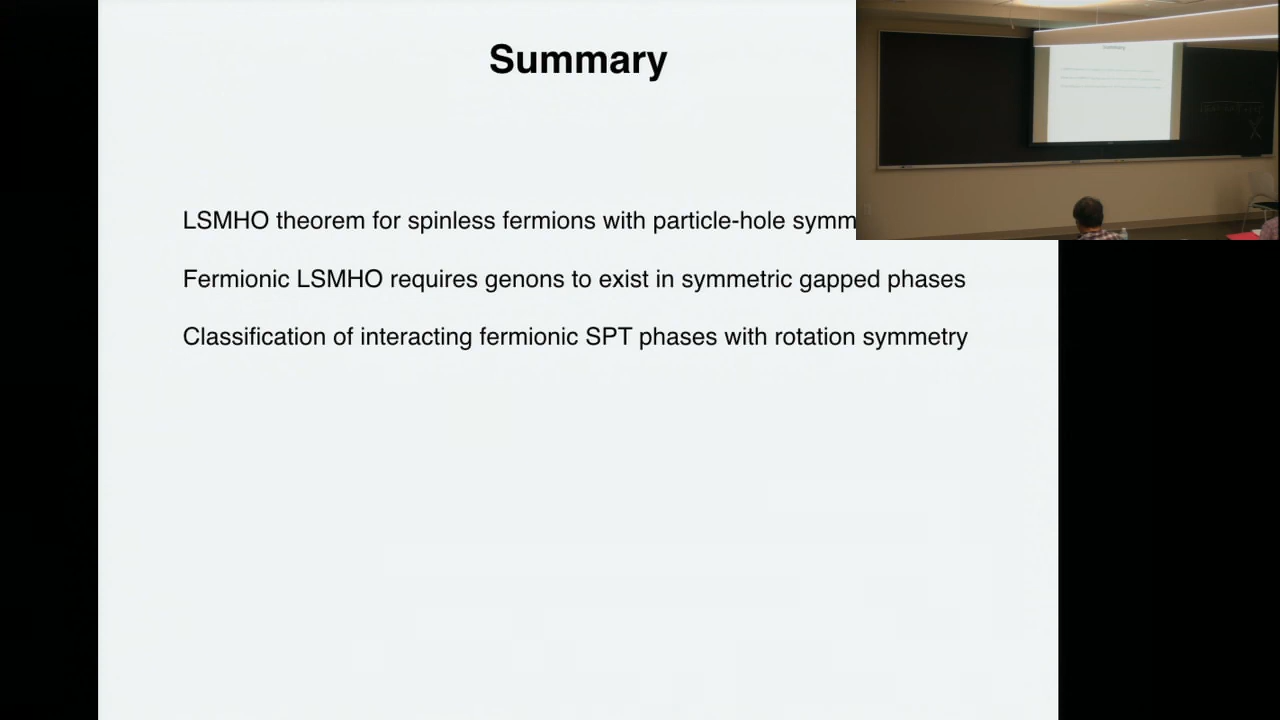 Summary
LSMHO theorem for spinless fermions with particle-hole symm
Fermionic LSMHO requires genons to exist in symmetric gapped phases
Classification of interacting fermionic SPT phases with rotation symmetry